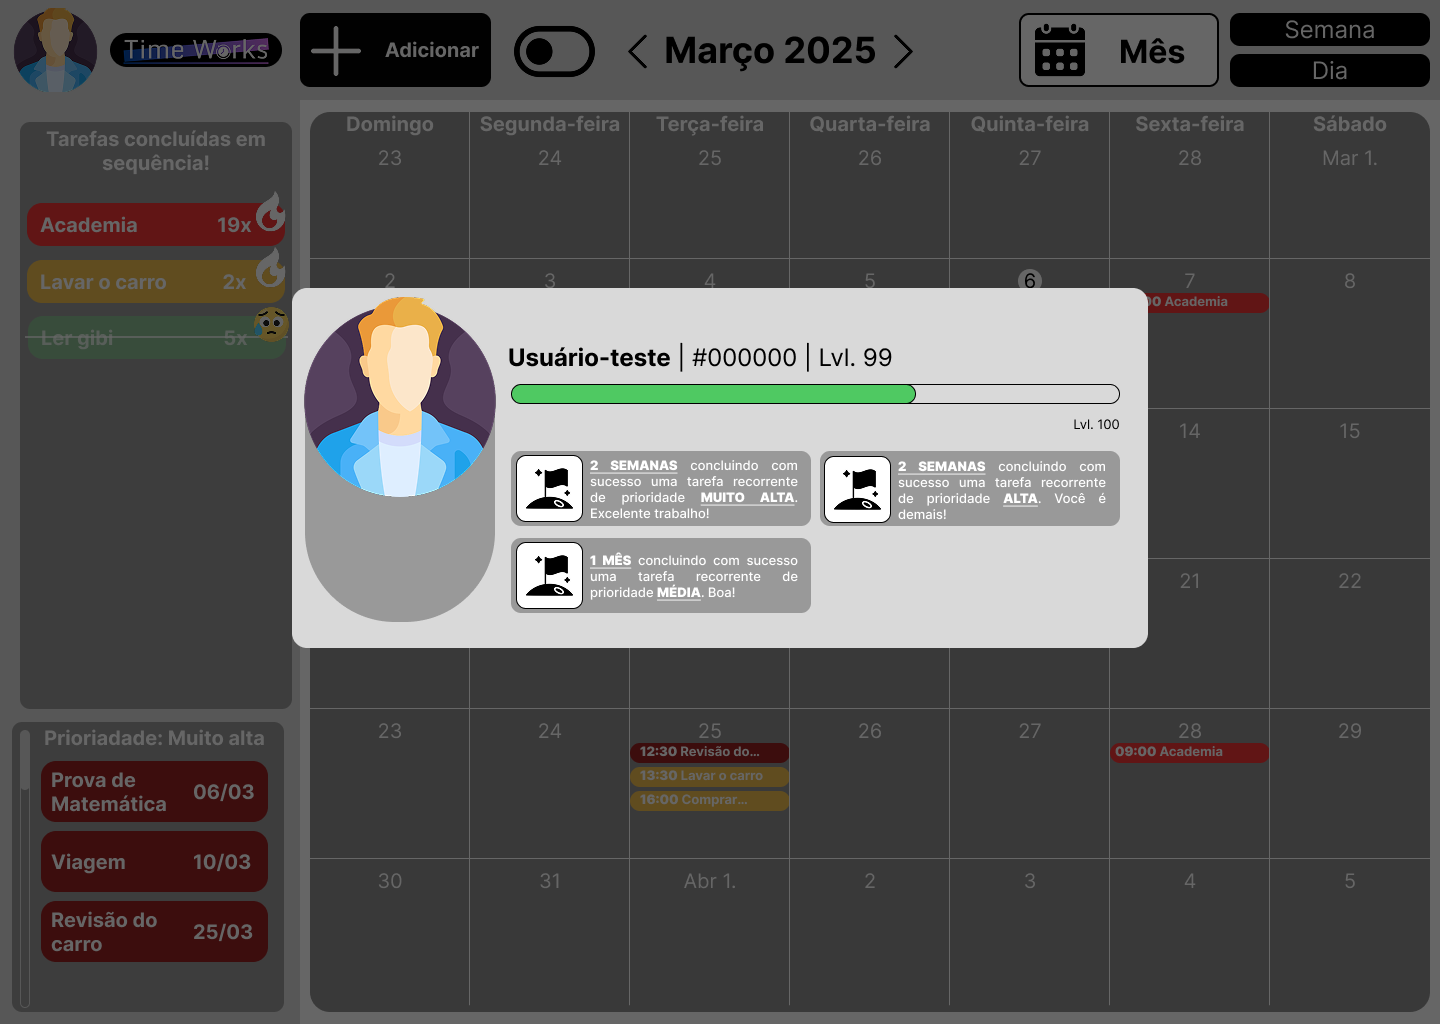 Time Works
Adicionar
Março 2025
Mês
Semana
Dia
Tarefas concluídas em
sequência!
Academia 19x
Lavar o carro 2x
Ler gibi 5x
Prioriadade: Muito alta
Prova de
Matemática 06/03
Viagem 10/03
Revisão do
carro 25/03
Domingo Segunda-feira Terça-feira Quarta-feira Quinta-feira Sexta-feira Sábado
23 24 25 26 27 28 Mar 1.
2 3 4 5 6 7 8
00 Academia
Usuário-teste | #000000 | Lvl. 99
Lvl. 100
2 SEMANAS concluindo com
sucesso uma tarefa recorrente
de prioridade MUITO ALTA.
Excelente trabalho!
2 SEMANAS concluindo com
sucesso uma tarefa recorrente
de prioridade ALTA. Você é
demais!
1 MÊS concluindo com sucesso
uma tarefa recorrente de
prioridade MÉDIA. Boa!
14 15
21 22
23 24 25 26 27 28 29
12:30 Revisão do...
13:30 Lavar o carro
16:00 Comprar...
09:00 Academia
30 31 Abr 1. 2 3 4 5